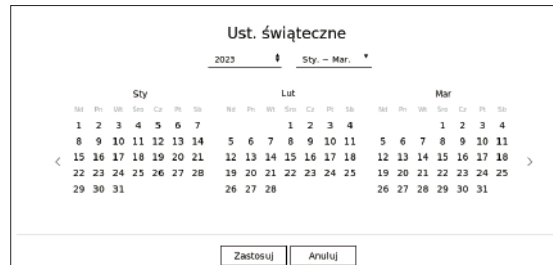 Ust. świąteczne
2023 Sty. – Mar.
Sty Lut Mar
Nd Pn Wt Śro Cz Pt Sb Nd Pn Wt Śro Cz Pt Sb Nd Pn Wt Śro Cz Pt Sb
1 2 3 4 5 6 7 1 2 3 4 1 2 3 4
8 9 10 11 12 13 14 5 6 7 8 9 10 11 5 6 7 8 9 10 11
15 16 17 18 19 20 21 12 13 14 15 16 17 18 12 13 14 15 16 17 18
22 23 24 25 26 27 28 19 20 21 22 23 24 25 19 20 21 22 23 24 25
29 30 31 26 27 28 26 27 28 29 30 31
Zastosuj Anuluj